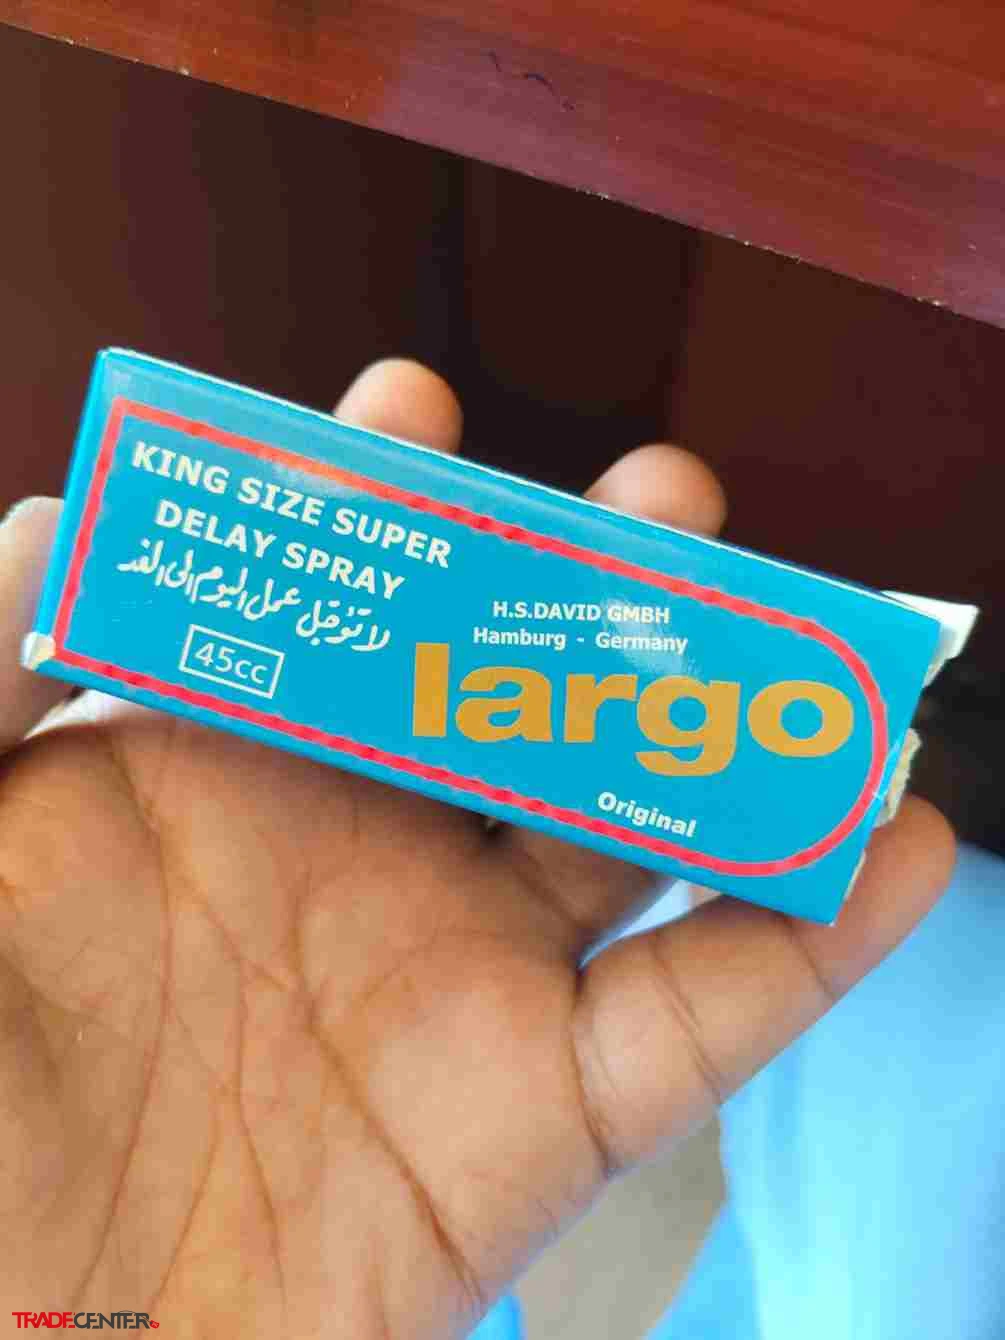 KING SIZE SUPER
DELAY SPRAY
لا تؤجل عمل اليوم الى الغد
45cc
H.S.DAVID GMBH
Hamburg - Germany
largo
Original
TRADECENTER